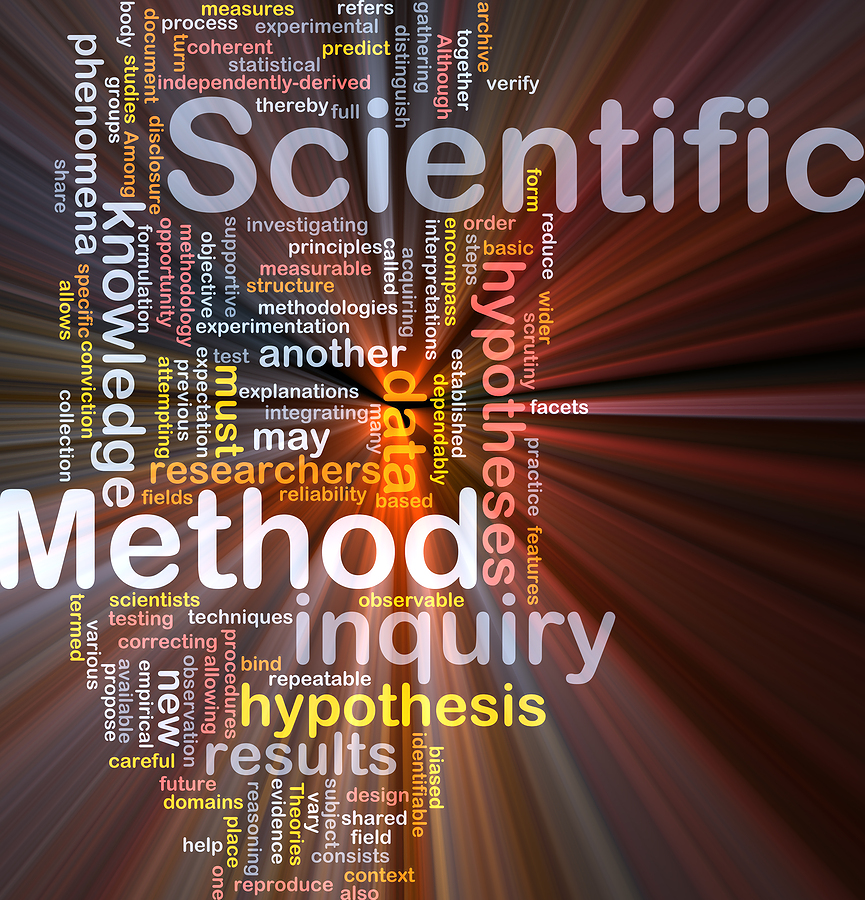 measures
refers
process
experimental
coherent
predict
statistical
independently-derived
thereby
full
body
document
turn
distinguish
gathering
Although
together
archive
verify
phenomena
studies
groups
Among
disclosure
Scientific
share
knowledge
formulation
opportunity
methodology
objective
supportive
investigating
principles
called
acquiring
interpretations
encompass
order
steps
basic
form
reduce
measurable
structure
methodologies
experimentation
specific
allows
conviction
collection
attempting
previous
expectation
test
must
another
explanations
integrating
many
may
data
dependably
established
hypotheses
wider
scrutiny
facets
practice
features
researchers
fields
reliability
based
Method
scientists
observable
termed
testing
techniques
inquiry
various
correcting
procedures
bind
repeatable
propose
available
empirical
new
observation
allowing
hypothesis
careful
results
identifiable
biased
future
domains
reasoning
evidence
Theories
vary
subject
design
shared
place
field
help
consists
one
reproduce
context
also